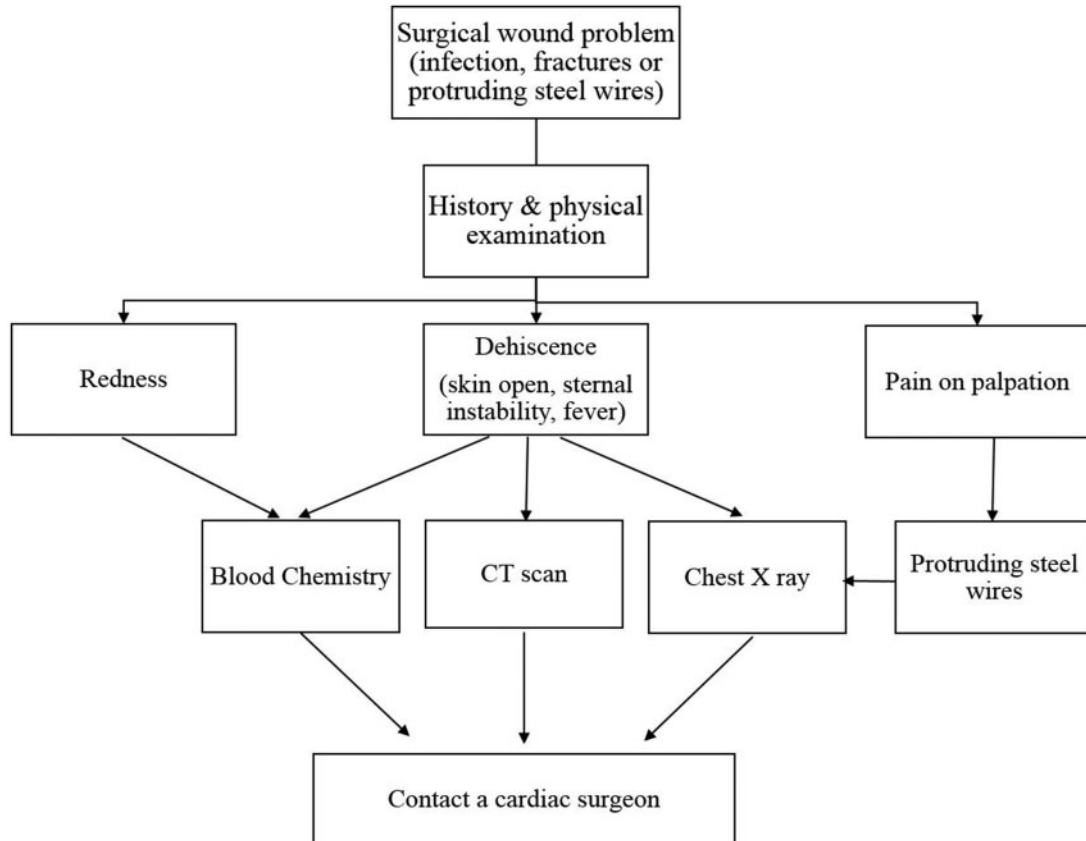 Surgical wound problem
(infection, fractures or
protruding steel wires)
History & physical
examination
Redness
Dehiscence
(skin open, sternal
instability, fever)
Pain on palpation
Blood Chemistry
CT scan
Chest X ray
Protruding steel
wires
Contact a cardiac surgeon